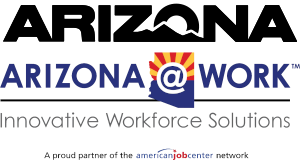 ARIZONA
ARIZONA @ WORK™
Innovative Workforce Solutions
A proud partner of the americanjobcenter network